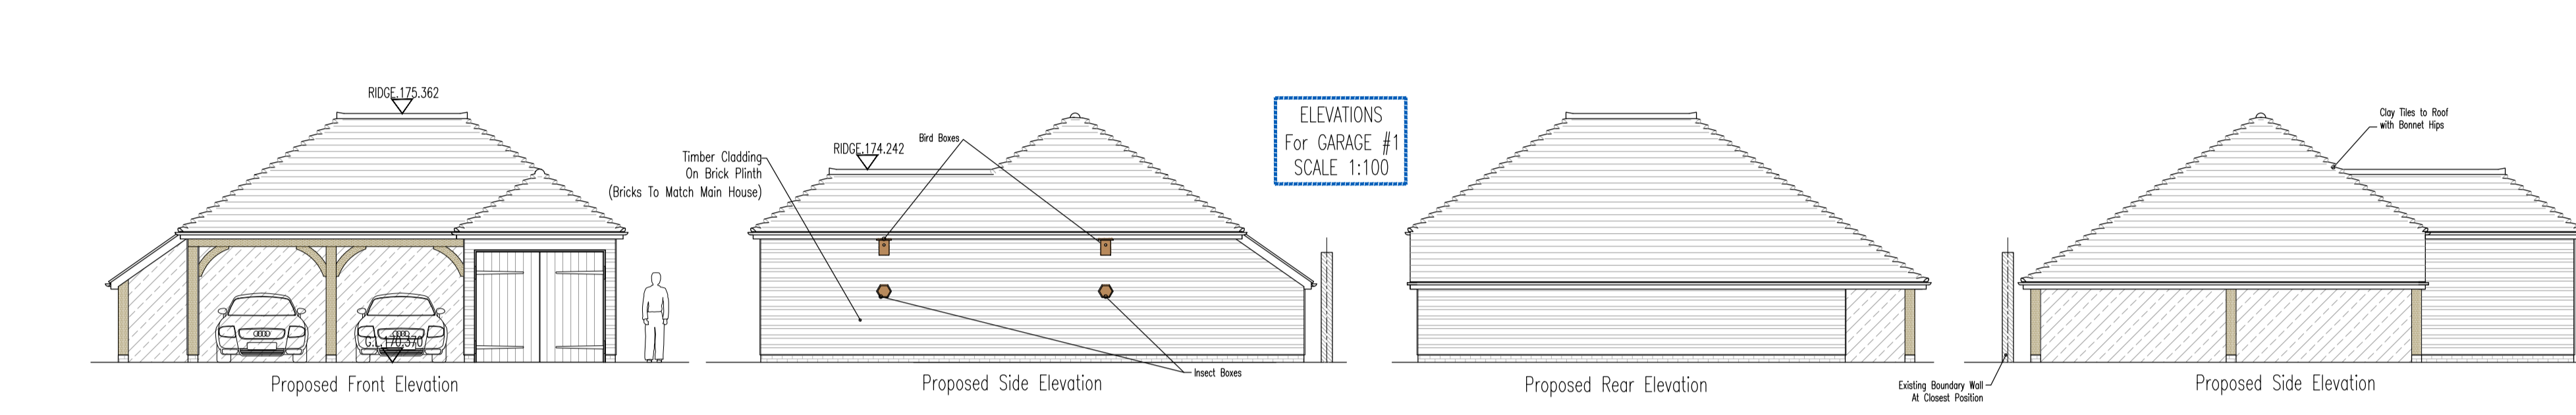 RIDGE.175.362
G.L.170.370
Proposed Front Elevation
Timber Cladding
On Brick Plinth
(Bricks To Match Main House)
RIDGE.174.242
Bird Boxes
Insect Boxes
Proposed Side Elevation
ELEVATIONS
For GARAGE #1
SCALE 1:100
Proposed Rear Elevation
Existing Boundary Wall
At Closest Position
Clay Tiles to Roof
with Bonnet Hips
Proposed Side Elevation